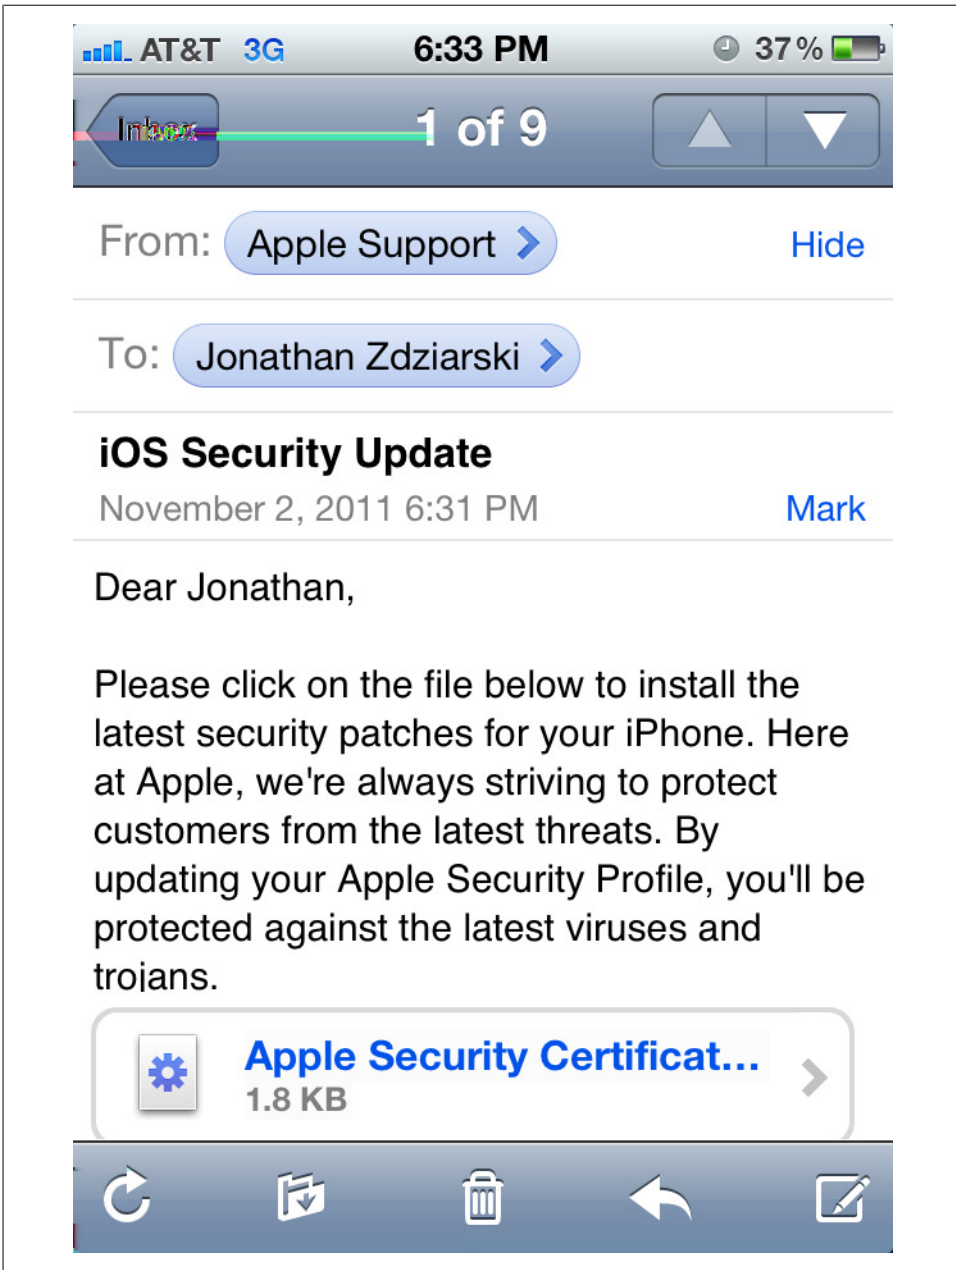 AT&T 3G 6:33 PM 37%
Inbox 1 of 9
From: Apple Support Hide
To: Jonathan Zdziarski
iOS Security Update
November 2, 2011 6:31 PM Mark
Dear Jonathan,
Please click on the file below to install the
latest security patches for your iPhone. Here
at Apple, we're always striving to protect
customers from the latest threats. By
updating your Apple Security Profile, you'll be
protected against the latest viruses and
trojans.
Apple Security Certificat...
1.8 KB